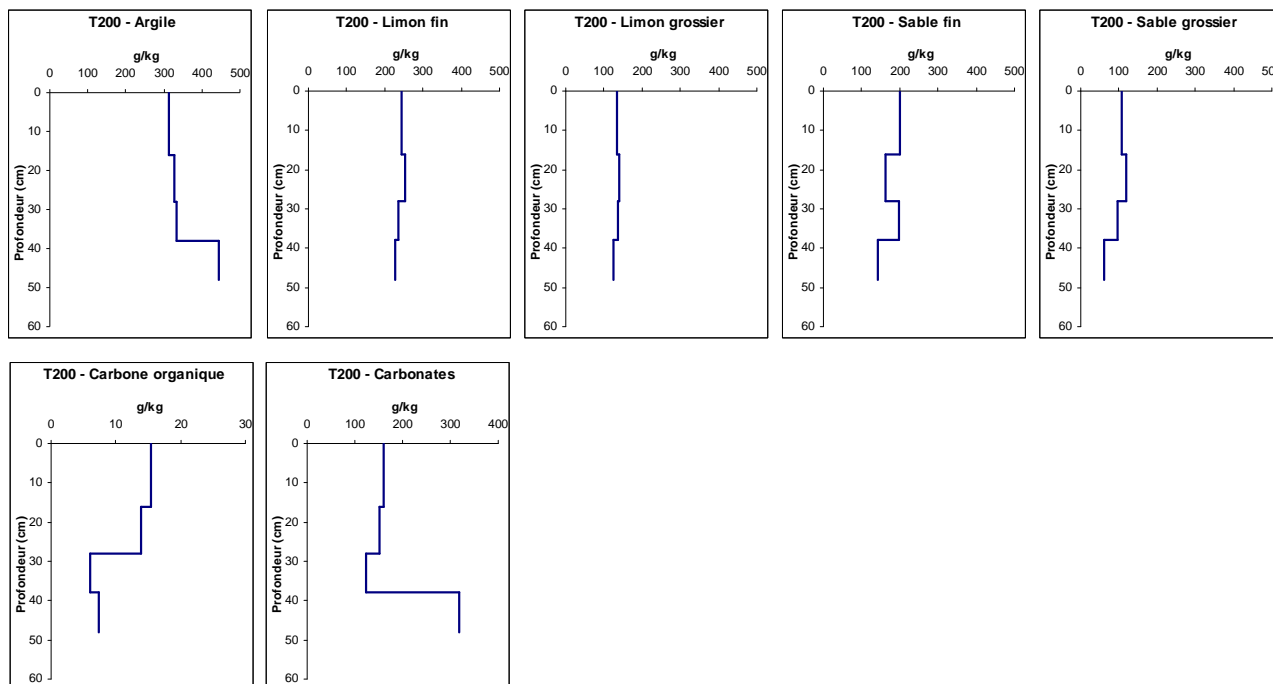 T200 - Argile
g/kg
0 100 200 300 400 500
0
10
20
30
40
50
60
Profondeur (cm)
T200 - Limon fin
g/kg
0 100 200 300 400 500
0
10
20
30
40
50
60
Profondeur (cm)
T200 - Limon grossier
g/kg
0 100 200 300 400 500
0
10
20
30
40
50
60
Profondeur (cm)
T200 - Sable fin
g/kg
0 100 200 300 400 500
0
10
20
30
40
50
60
Profondeur (cm)
T200 - Sable grossier
g/kg
0 100 200 300 400 500
0
10
20
30
40
50
60
Profondeur (cm)
T200 - Carbone organique
g/kg
0 10 20 30
0
10
20
30
40
50
60
Profondeur (cm)
T200 - Carbonates
g/kg
0 100 200 300 400
0
10
20
30
40
50
60
Profondeur (cm)